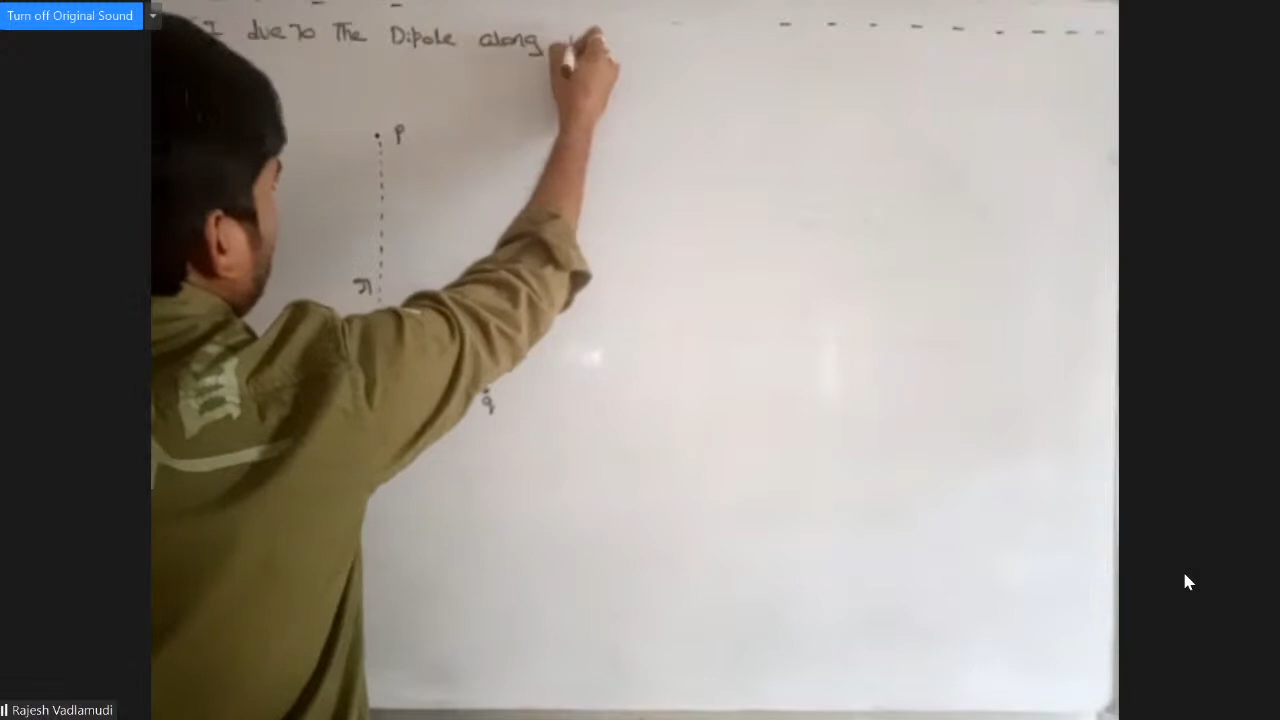 Turn off Original Sound
I due To The Dipole along
P
r
q
Rajesh Vadlamudi